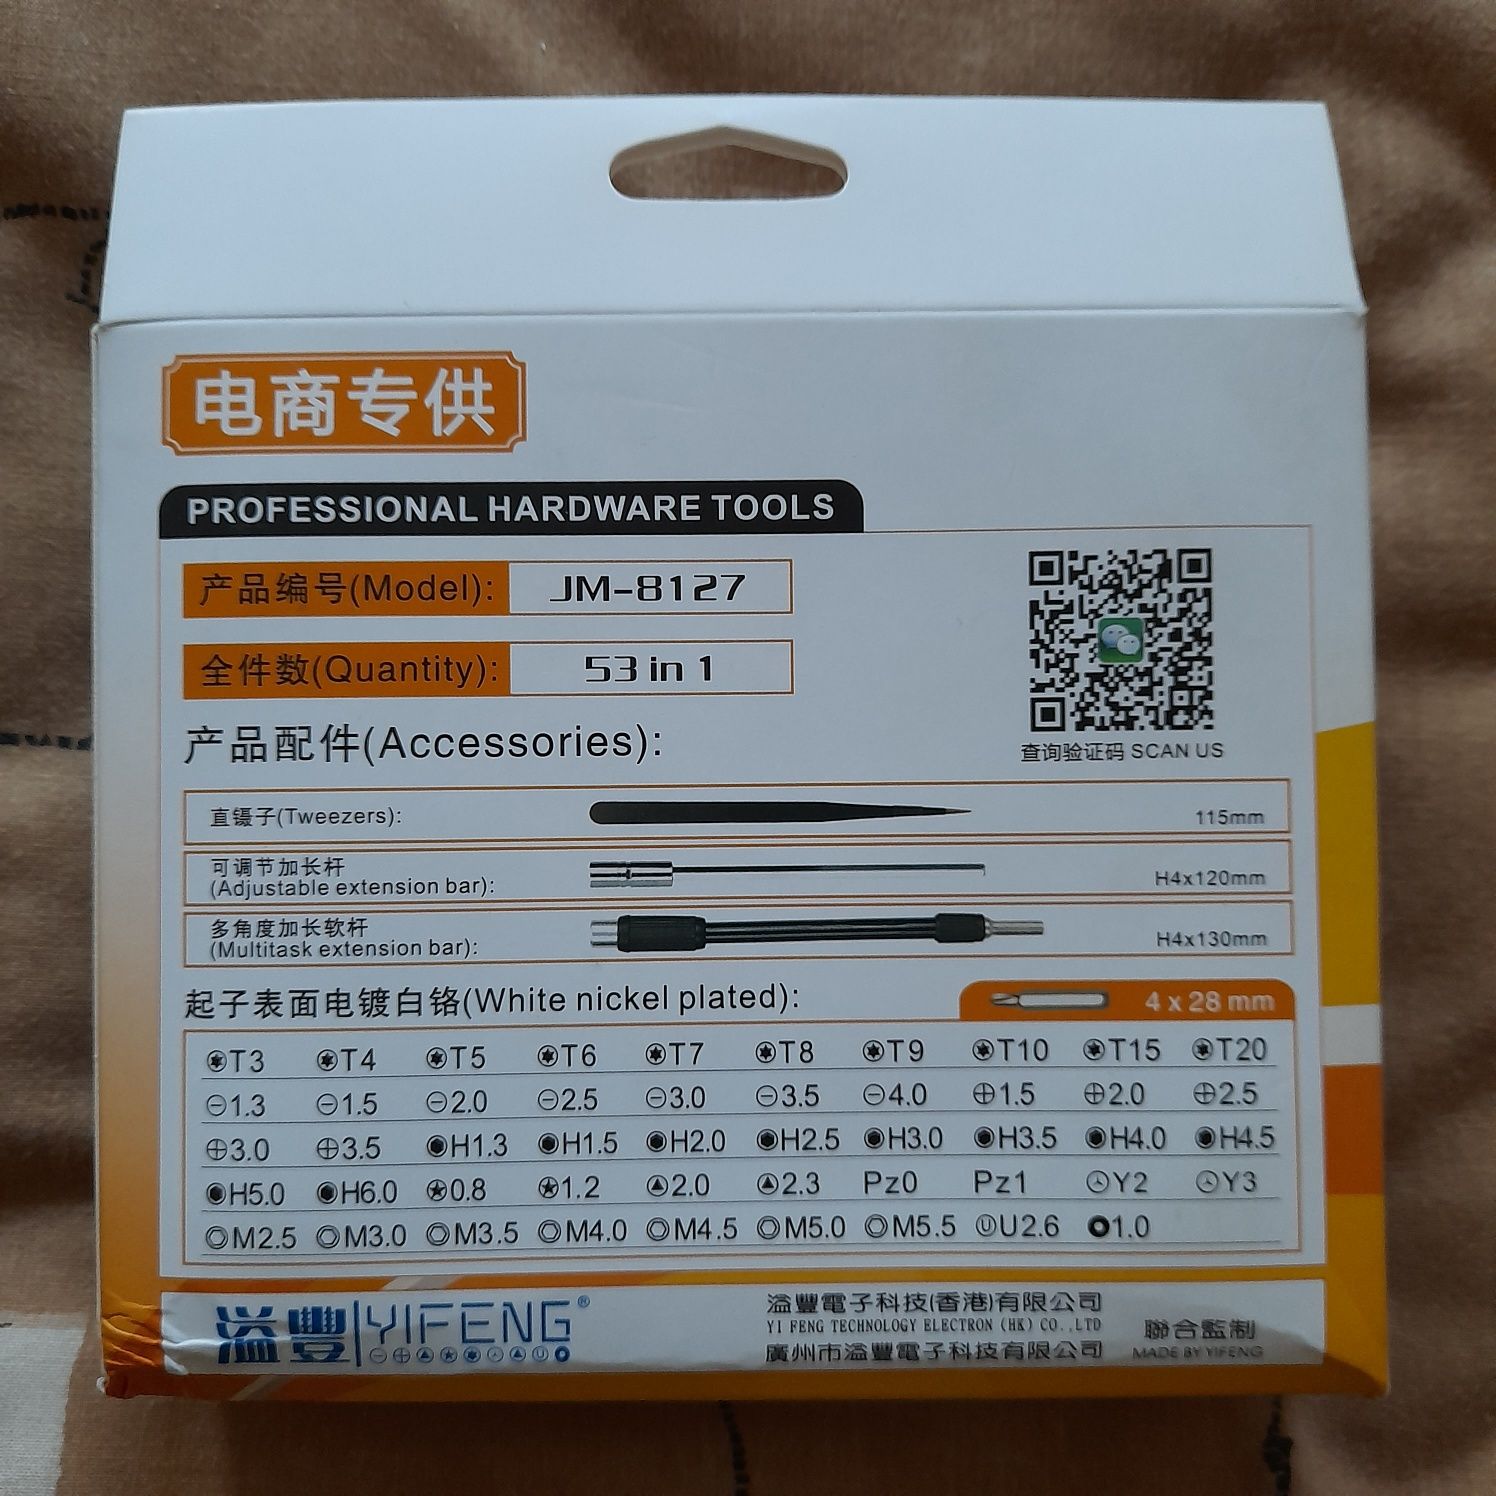 电商专供
PROFESSIONAL HARDWARE TOOLS
产品编号(Model): JM-8127
全件数(Quantity): 53 in 1
查询验证码 SCAN US
产品配件(Accessories):
直镊子(Tweezers): 115mm
可调节加长杆
(Adjustable extension bar): H4x120mm
多角度加长软杆
(Multitask extension bar): H4x130mm
起子表面电镀白铬(White nickel plated): 4 x 28 mm
T3 T4 T5 T6 T7 T8 T9 T10 T15 T20
⊖1.3 ⊖1.5 ⊖2.0 ⊖2.5 ⊖3.0 ⊖3.5 ⊖4.0 ⊕1.5 ⊕2.0 ⊕2.5
⊕3.0 ⊕3.5 H1.3 H1.5 H2.0 H2.5 H3.0 H3.5 H4.0 H4.5
H5.0 H6.0 0.8 1.2 2.0 2.3 Pz0 Pz1 Y2 Y3
M2.5 M3.0 M3.5 M4.0 M4.5 M5.0 M5.5 U2.6 1.0
溢豐 YIFENG®
溢豐電子科技(香港)有限公司
YI FENG TECHNOLOGY ELECTRON (HK) CO.,LTD
廣州市溢豐電子科技有限公司
聯合監制
MADE BY YIFENG